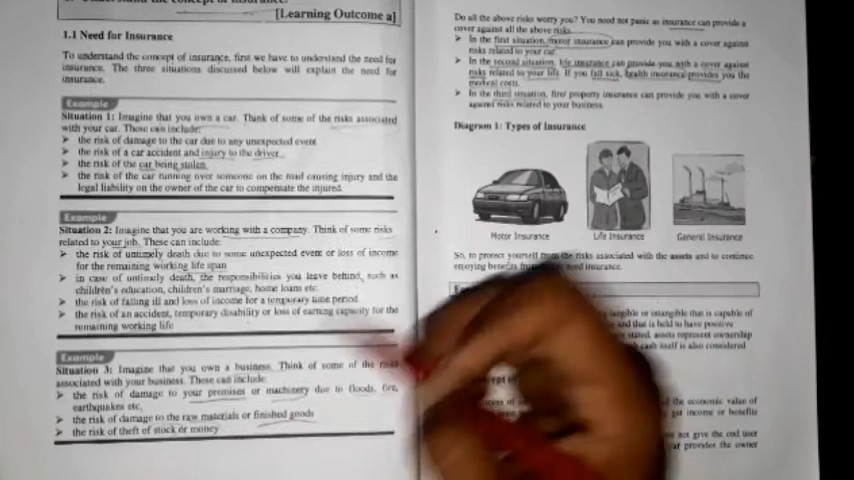 1. Understand the concept of insurance.
[Learning Outcome a]
1.1 Need for Insurance
To understand the concept of insurance, first we have to understand the need for
insurance. The three situations discussed below will explain the need for
insurance.
Example
Situation 1: Imagine that you own a car. Think of some of the risks associated
with your car. These can include:
➢ the risk of damage to the car due to any unexpected event
➢ the risk of a car accident and injury to the driver
➢ the risk of the car being stolen
➢ the risk of the car running over someone on the road causing injury and the
legal liability on the owner of the car to compensate the injured.
Example
Situation 2: Imagine that you are working with a company. Think of some risks
related to your job. These can include:
➢ the risk of untimely death due to some unexpected event or loss of income
for the remaining working life span
➢ in case of untimely death, the responsibilities you leave behind, such as
children's education, children's marriage, home loans etc.
➢ the risk of falling ill and loss of income for a temporary time period
➢ the risk of an accident, temporary disability or loss of earning capacity for the
remaining working life
Example
Situation 3: Imagine that you own a business. Think of some of the risks
associated with your business. These can include:
➢ the risk of damage to your premises or machinery due to floods, fire,
earthquakes etc.
➢ the risk of damage to the raw materials or finished goods
➢ the risk of theft of stock or money
Do all the above risks worry you? You need not panic as insurance can provide a
cover against all the above risks.
➢ In the first situation, motor insurance can provide you with a cover against
risks related to your car.
➢ In the second situation, life insurance can provide you with a cover against
risks related to your life. If you fall sick, health insurance provides you the
medical costs.
➢ In the third situation, fire/ property insurance can provide you with a cover
against risks related to your business.
Diagram 1: Types of Insurance
Motor Insurance
Life Insurance
General Insurance
So, to protect yourself from the risks associated with the assets and to continue
enjoying benefits from need insurance.
tangible or intangible that is capable of
and that is held to have positive
stated, assets represent ownership
cash itself is also considered
of the economic value of
get income or benefits
not give the end user
car provides the owner